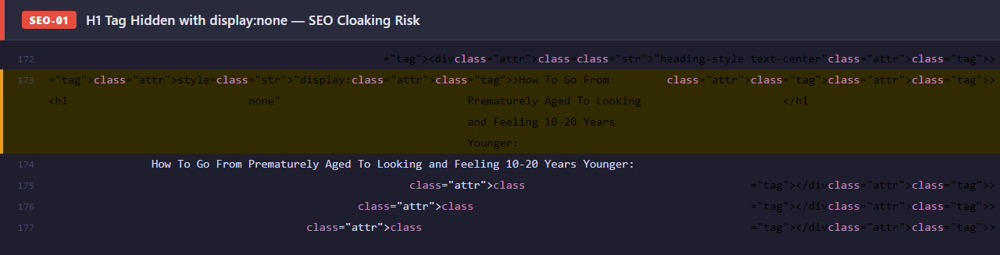 SEO-01 H1 Tag Hidden with display:none — SEO Cloaking Risk
172 ="tag"><divclass="attr">class=class="str">"heading-style text-center"class="attr">class="tag">>
173 ="tag">class="attr">style=class="str">"display:class="attr">class="tag">>How To Go From class="attr">class="tag">class="attr">class="tag">>
<h1 none" Prematurely Aged To Looking </h1
and Feeling 10-20 Years
Younger:
174 How To Go From Prematurely Aged To Looking and Feeling 10-20 Years Younger:
175 class="attr">class ="tag"></divclass="attr">class="tag">>
176 class="attr">class ="tag"></divclass="attr">class="tag">>
177 class="attr">class ="tag"></divclass="attr">class="tag">>